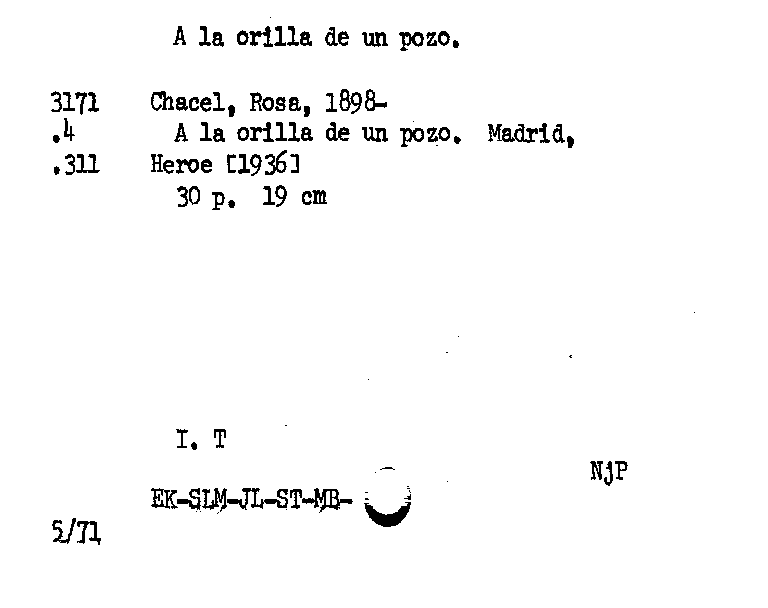 A la orilla de un pozo.
3171 Chacel, Rosa, 1898-
.4 A la orilla de un pozo. Madrid,
.311 Heroe [1936]
30 p. 19 cm
I. T
NjP
EK-SLM-JL-ST-MB-
5/71